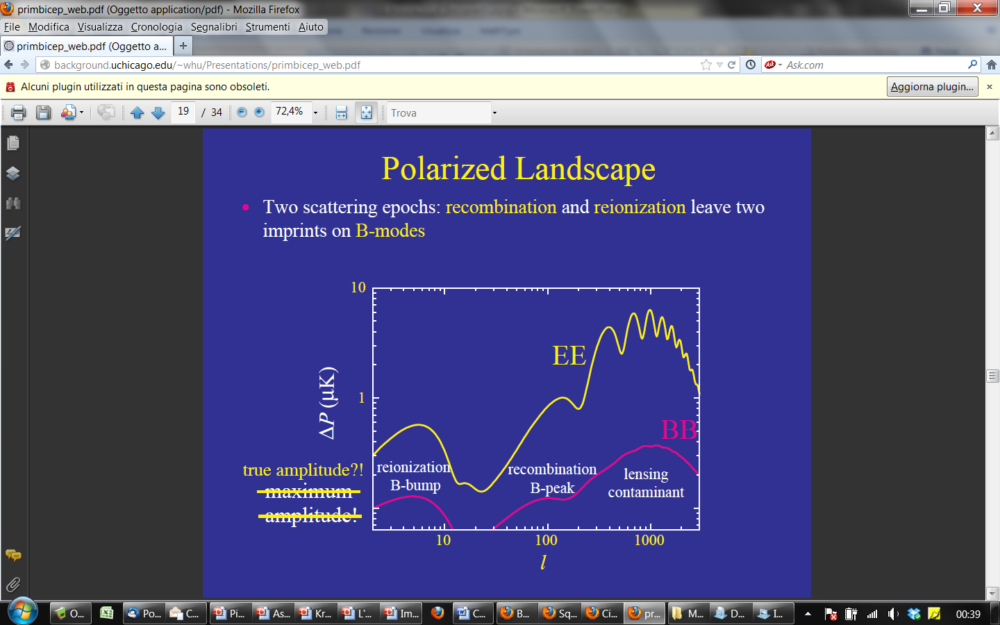 primbicep_web.pdf (Oggetto application/pdf) - Mozilla Firefox
File Modifica Visualizza Cronologia Segnalibri Strumenti Aiuto
primbicep_web.pdf (Oggetto a...
background.uchicago.edu/~whu/Presentations/primbicep_web.pdf
Ask Ask.com
Alcuni plugin utilizzati in questa pagina sono obsoleti.
Aggiorna plugin...
19 / 34
72,4%
Trova
Polarized Landscape
• Two scattering epochs: recombination and reionization leave two
imprints on B-modes
10
EE
ΔP (μK)
1
BB
true amplitude?!
maximum
amplitude!
reionization
B-bump
recombination
B-peak
lensing
contaminant
10 100 1000
l
O... Po... C... Pi... As... Kr... L'... Im... C... B... Sq... Ci... pr... M... D... I...
00:39